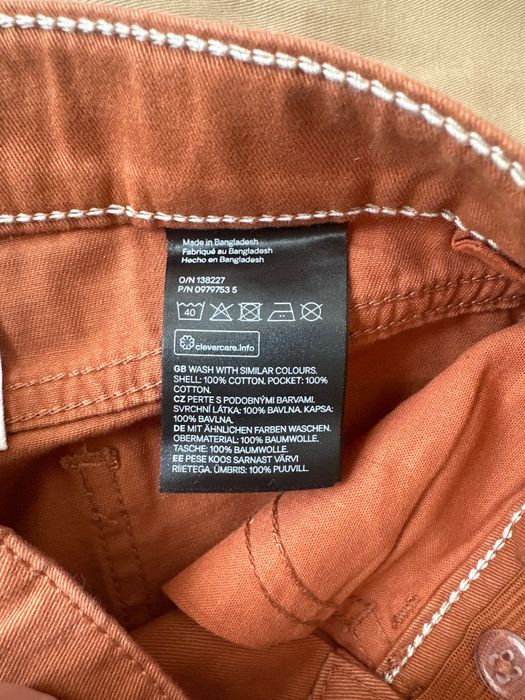 Made in Bangladesh
Fabriqué au Bangladesh
Hecho en Bangladesh
O/N 138227
P/N 0979753 5
40
clevercare.info
GB WASH WITH SIMILAR COLOURS.
SHELL: 100% COTTON. POCKET: 100%
COTTON.
CZ PERTE S PODOBNÝMI BARVAMI.
SVRCHNÍ LÁTKA: 100% BAVLNA. KAPSA:
100% BAVLNA.
DE MIT ÄHNLICHEN FARBEN WASCHEN.
OBERMATERIAL: 100% BAUMWOLLE.
TASCHE: 100% BAUMWOLLE.
EE PESE KOOS SARNAST VÄRVI
RIIETEGA. ÜMBRIS: 100% PUUVILL.